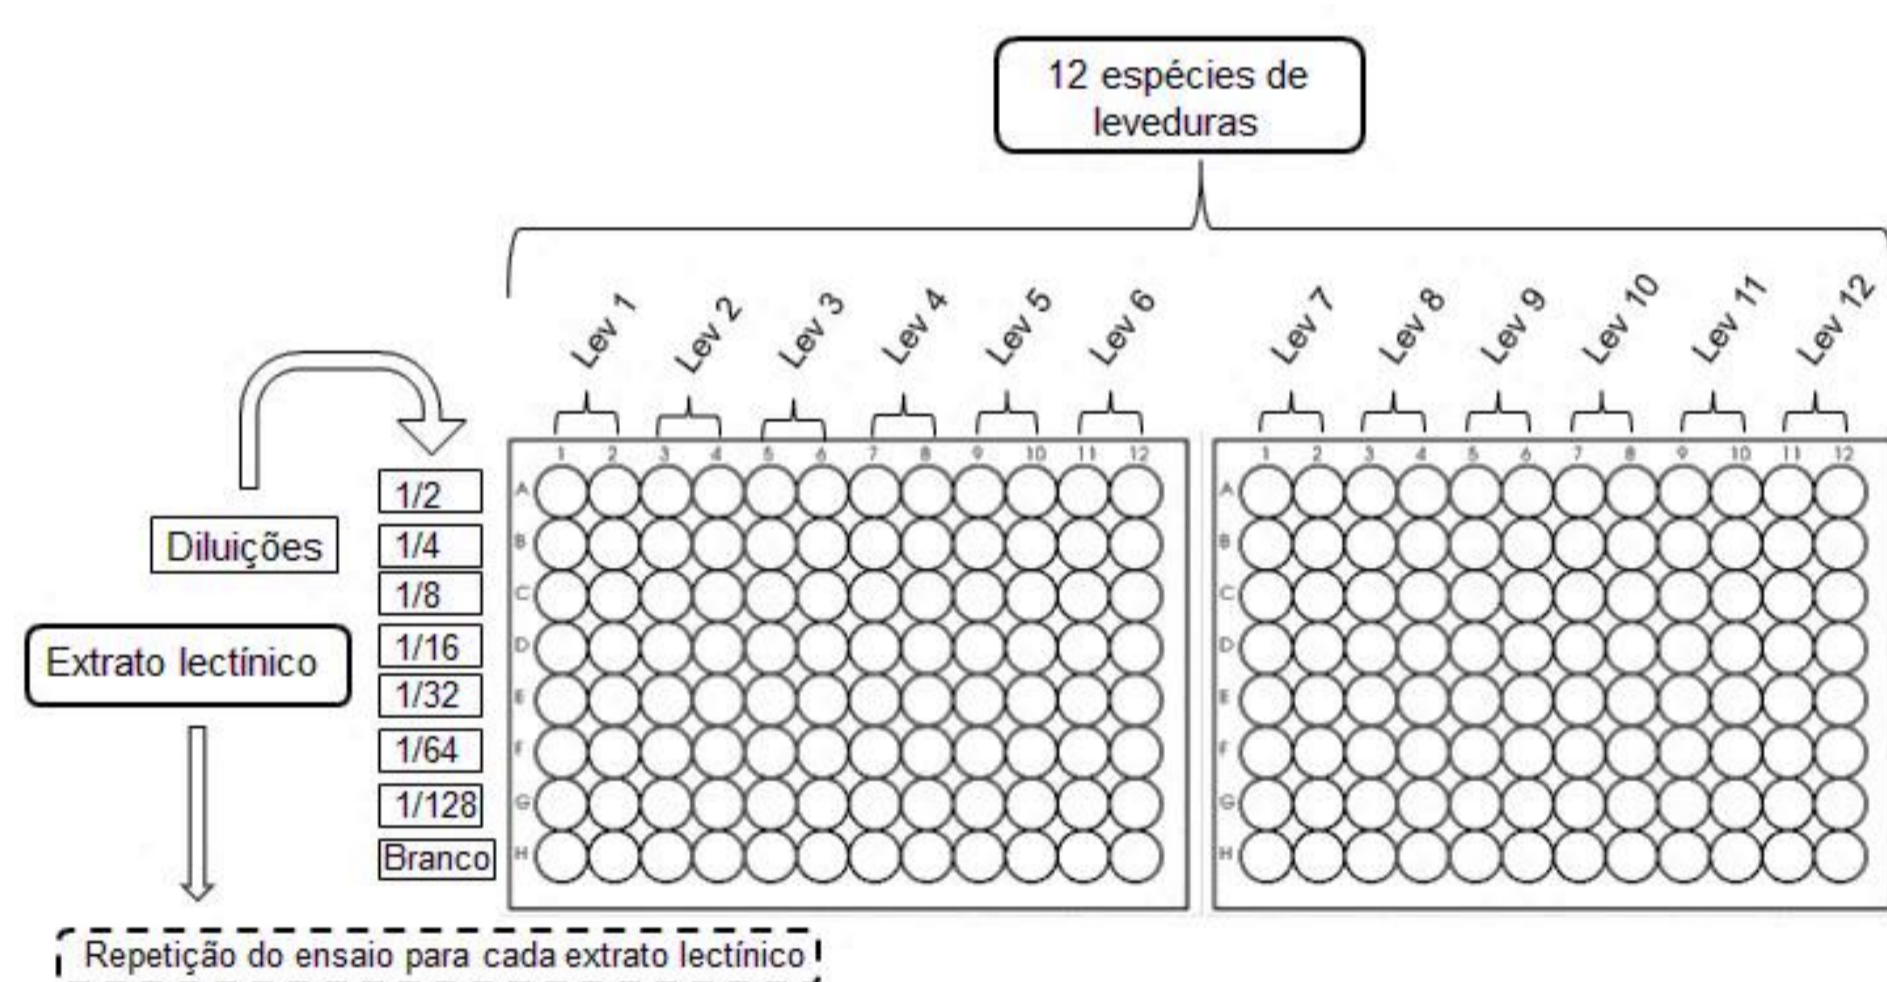 12 espécies de
leveduras
Lev 1 Lev 2 Lev 3 Lev 4 Lev 5 Lev 6 Lev 7 Lev 8 Lev 9 Lev 10 Lev 11 Lev 12
1 2 3 4 5 6 7 8 9 10 11 12 1 2 3 4 5 6 7 8 9 10 11 12
Diluições
1/2 A A
1/4 B B
1/8 C C
1/16 D D
1/32 E E
1/64 F F
1/128 G G
Branco H H
Extrato lectínico
Repetição do ensaio para cada extrato lectínico